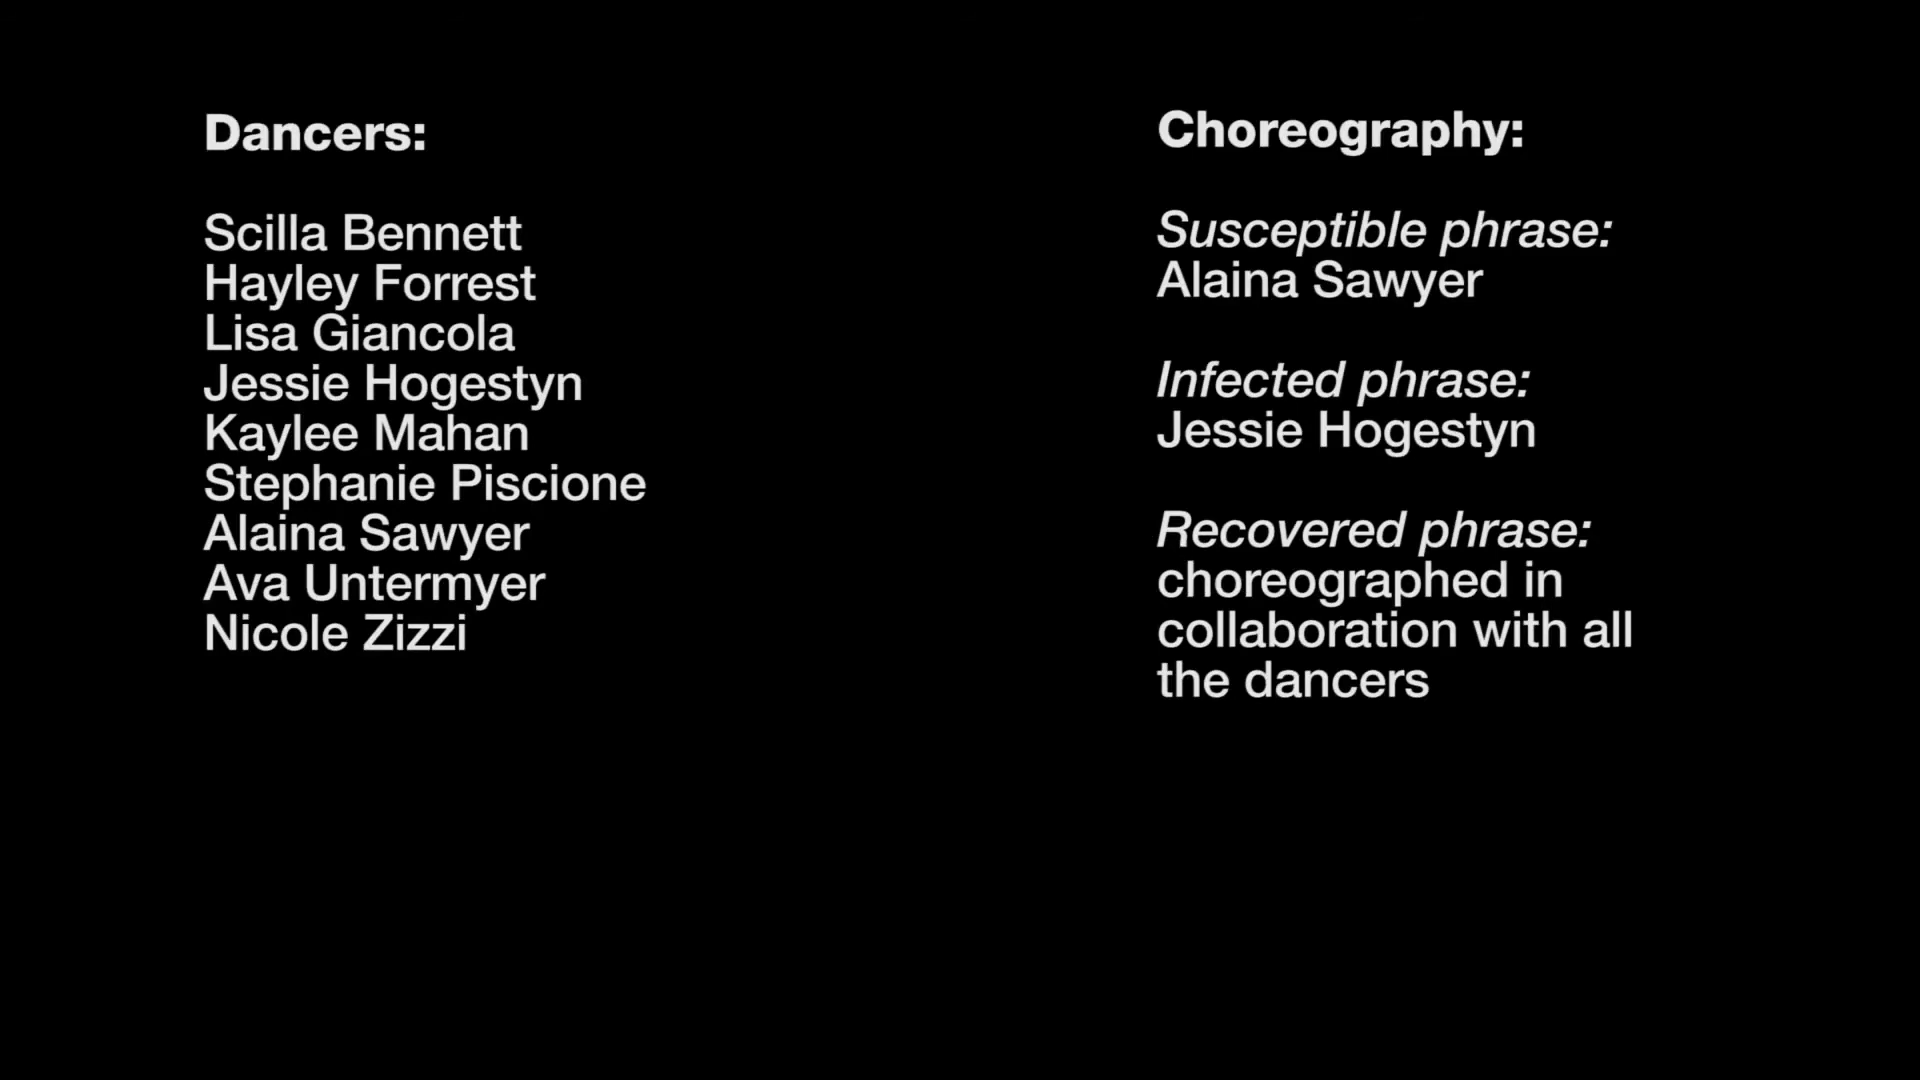 Dancers:
Scilla Bennett
Hayley Forrest
Lisa Giancola
Jessie Hogestyn
Kaylee Mahan
Stephanie Piscione
Alaina Sawyer
Ava Untermyer
Nicole Zizzi
Choreography:
Susceptible phrase:
Alaina Sawyer
Infected phrase:
Jessie Hogestyn
Recovered phrase:
choreographed in
collaboration with all
the dancers